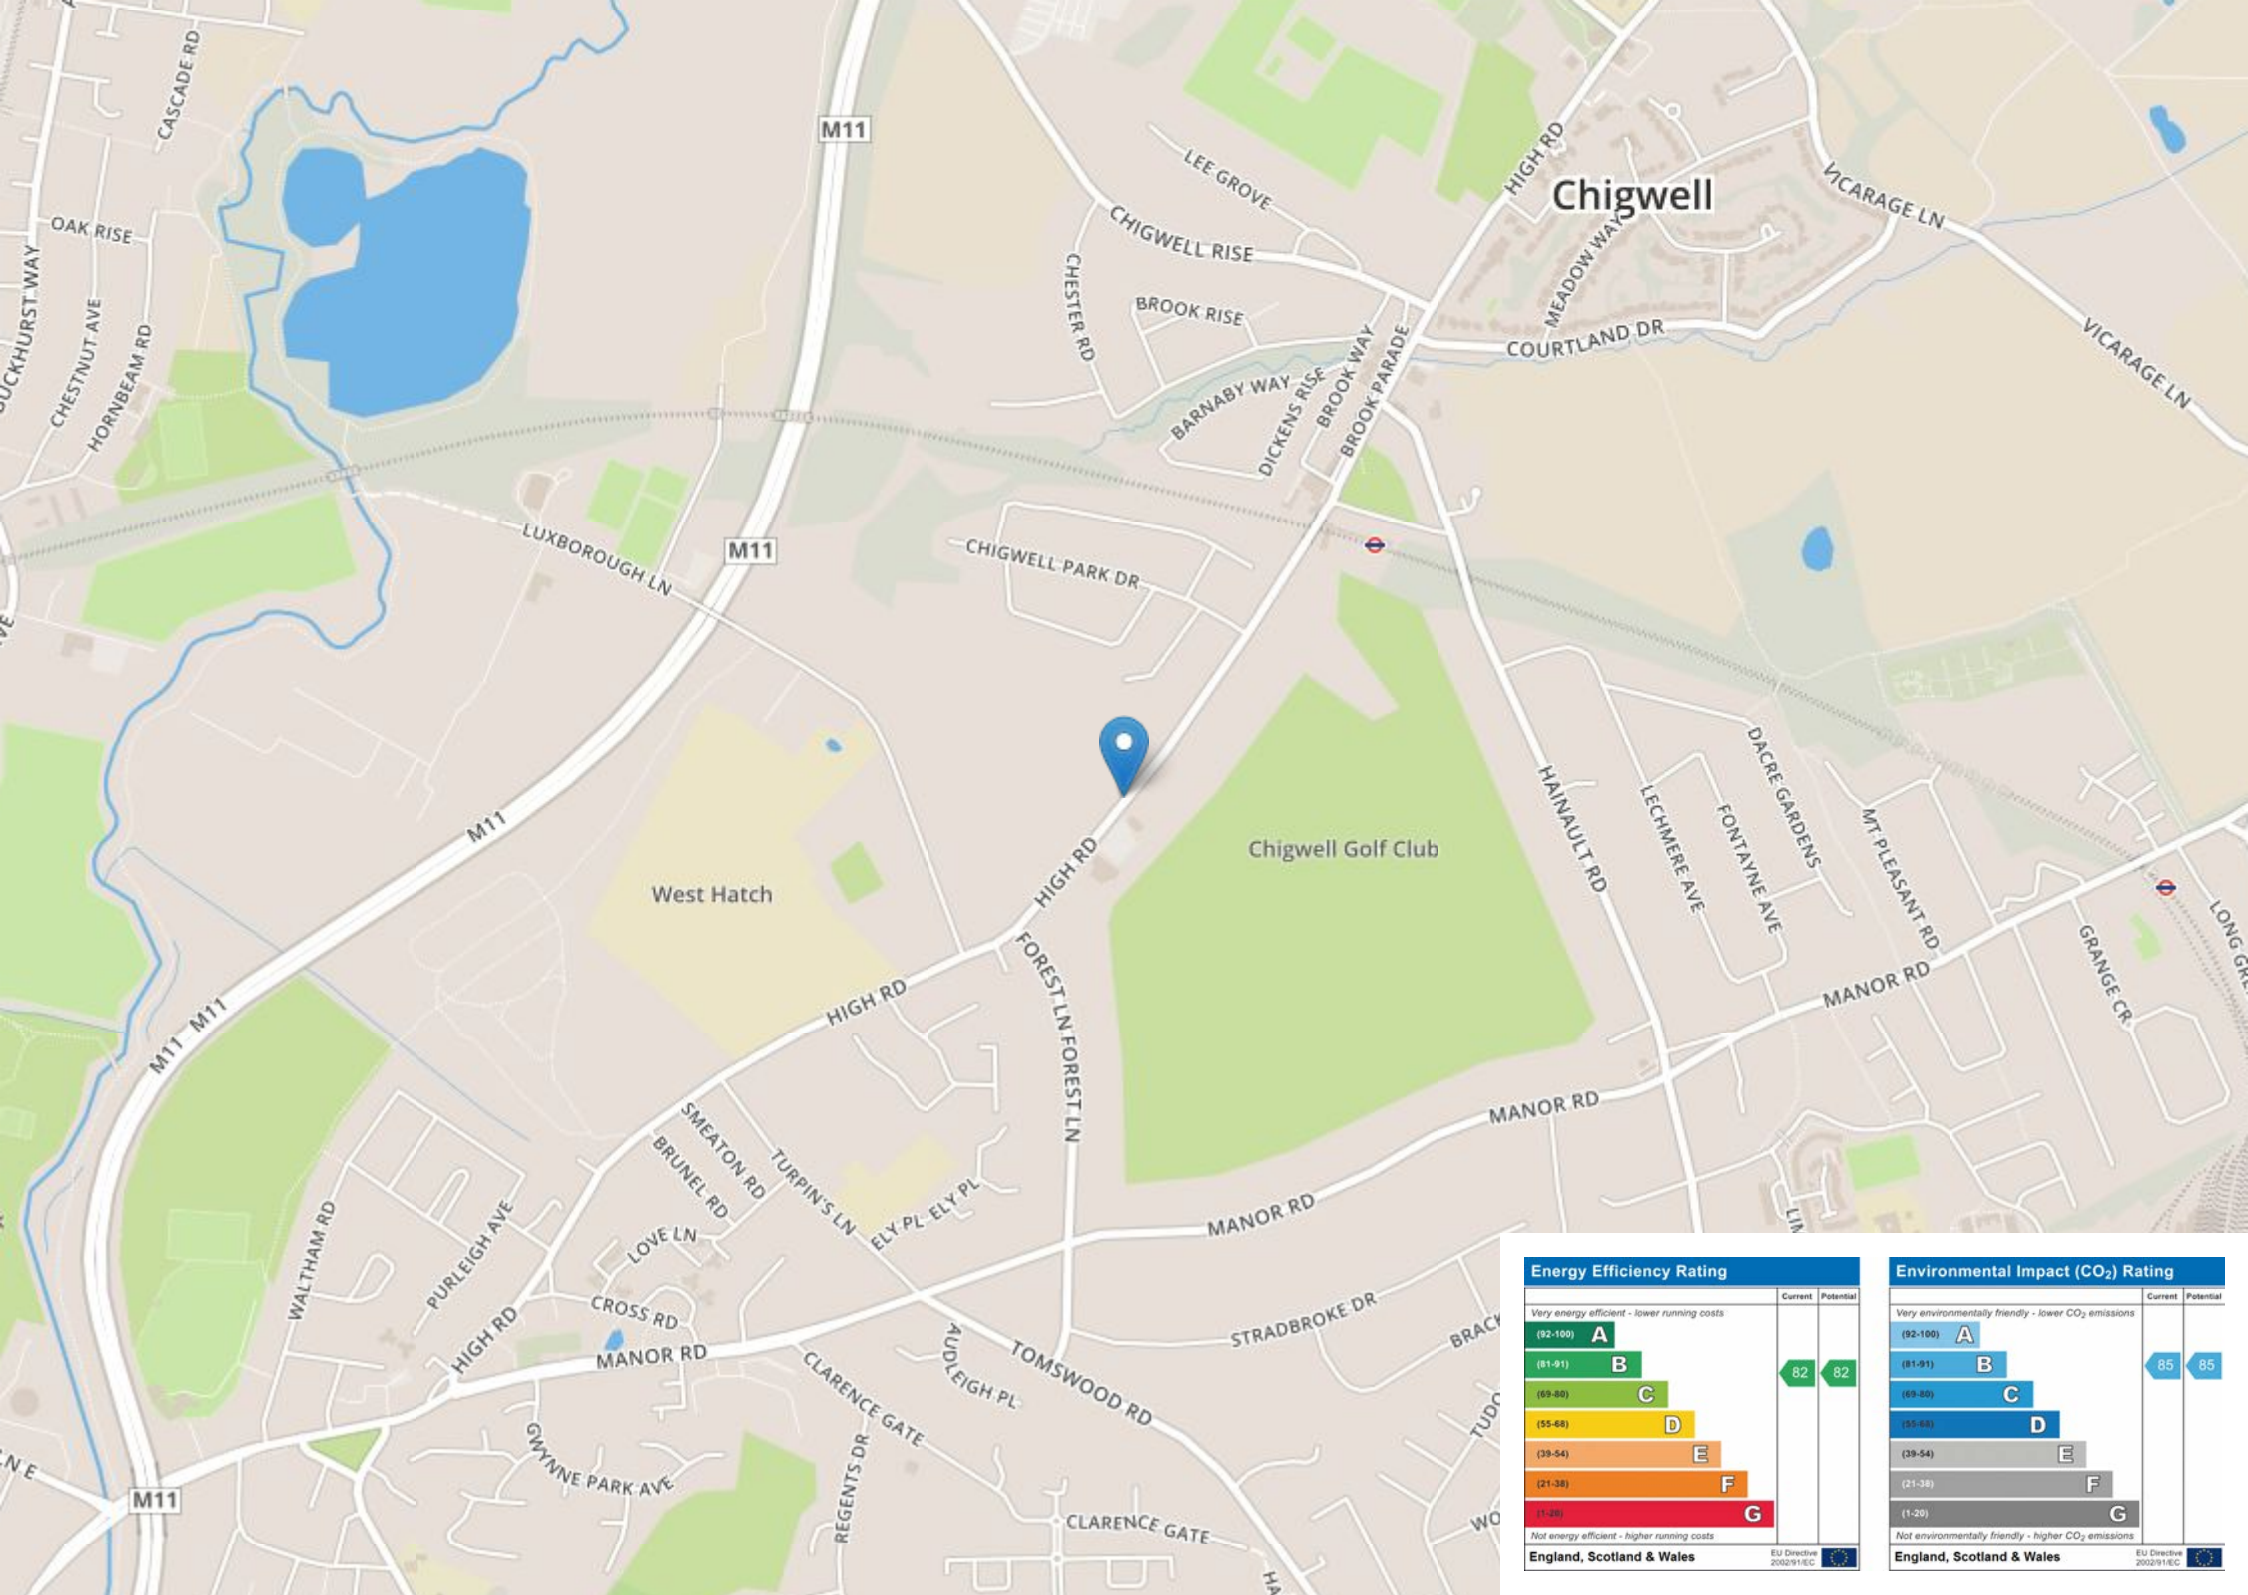 CASCADE RD
M11
LEE GROVE
HIGH RD
Chigwell
VICARAGE LN
OAK RISE
CHIGWELL RISE
MEADOW WAY
CHESTER RD
BROOK RISE
BUCKHURST WAY
CHESTNUT AVE
HORNBEAM RD
BROOK WAY
BROOK PARADE
COURTLAND DR
VICARAGE LN
BARNABY WAY
DICKENS RISE
LUXBOROUGH LN
M11
CHIGWELL PARK DR
DACRE GARDENS
HAINAULT RD
LECHMERE AVE
FONTAYNE AVE
MT PLEASANT RD
M11
HIGH RD
Chigwell Golf Club
West Hatch
LONG GRE
GRANGE CR
FOREST LN
FOREST LN
HIGH RD
MANOR RD
M11
M11
MANOR RD
SMEATON RD
BRUNEL RD
TURPIN'S LN
ELY PL
ELY PL
MANOR RD
WALTHAM RD
PURLEIGH AVE
LOVE LN
LIM
CROSS RD
HIGH RD
MANOR RD
STRADBROKE DR
BRACK
AUDLEIGH PL
TOMSWOOD RD
CLARENCE GATE
TUDO
GWYNNE PARK AVE
REGENTS DR
LN E
M11
CLARENCE GATE
WO
HA
Energy Efficiency Rating
Current Potential
Very energy efficient - lower running costs
(92-100) A
(81-91) B
82 82
(69-80) C
(55-68) D
(39-54) E
(21-38) F
(1-20) G
Not energy efficient - higher running costs
England, Scotland & Wales
EU Directive
2002/91/EC
Environmental Impact (CO₂) Rating
Current Potential
Very environmentally friendly - lower CO₂ emissions
(92-100) A
(81-91) B
85 85
(69-80) C
(55-68) D
(39-54) E
(21-38) F
(1-20) G
Not environmentally friendly - higher CO₂ emissions
England, Scotland & Wales
EU Directive
2002/91/EC